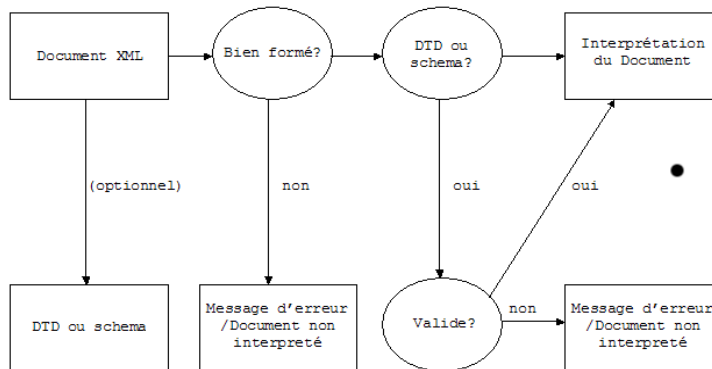 Document XML
Bien formé?
DTD ou
schema?
Interprétation
du Document
(optionnel)
non
oui
oui
DTD ou schema
Message d'erreur
/Document non
interpreté
Valide?
non
Message d'erreur
/Document non
interpreté